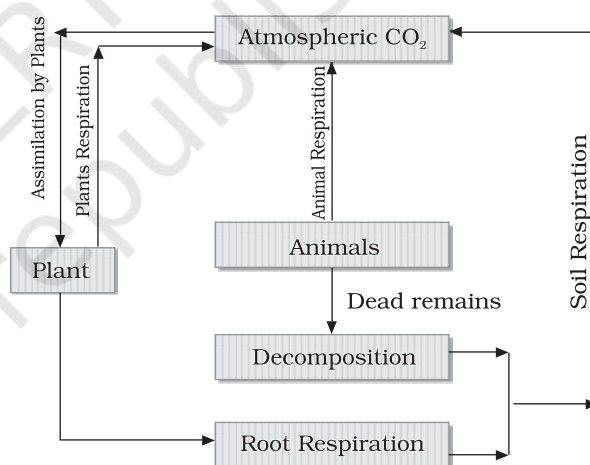 Atmospheric CO₂
Assimilation by Plants
Plants Respiration
Animal Respiration
Soil Respiration
Animals
Plant
Dead remains
Decomposition
Root Respiration